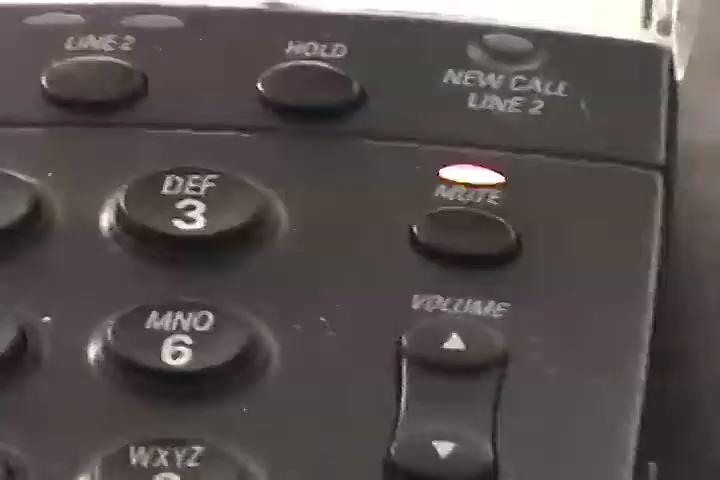 LINE 2
HOLD
NEW CALL
LINE 2
DEF
3
MUTE
VOLUME
MNO
6
WXYZ